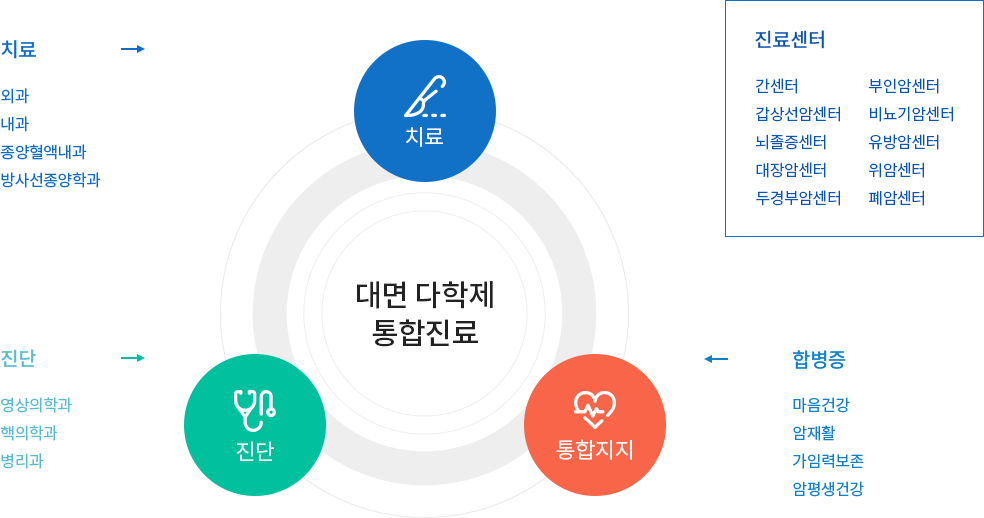 치료
외과
내과
종양혈액내과
방사선종양학과
치료
진료센터
간센터
갑상선암센터
뇌졸중센터
대장암센터
두경부암센터
부인암센터
비뇨기암센터
유방암센터
위암센터
폐암센터
대면 다학제
통합진료
진단
영상의학과
핵의학과
병리과
진단
통합지지
합병증
마음건강
암재활
가임력보존
암평생건강